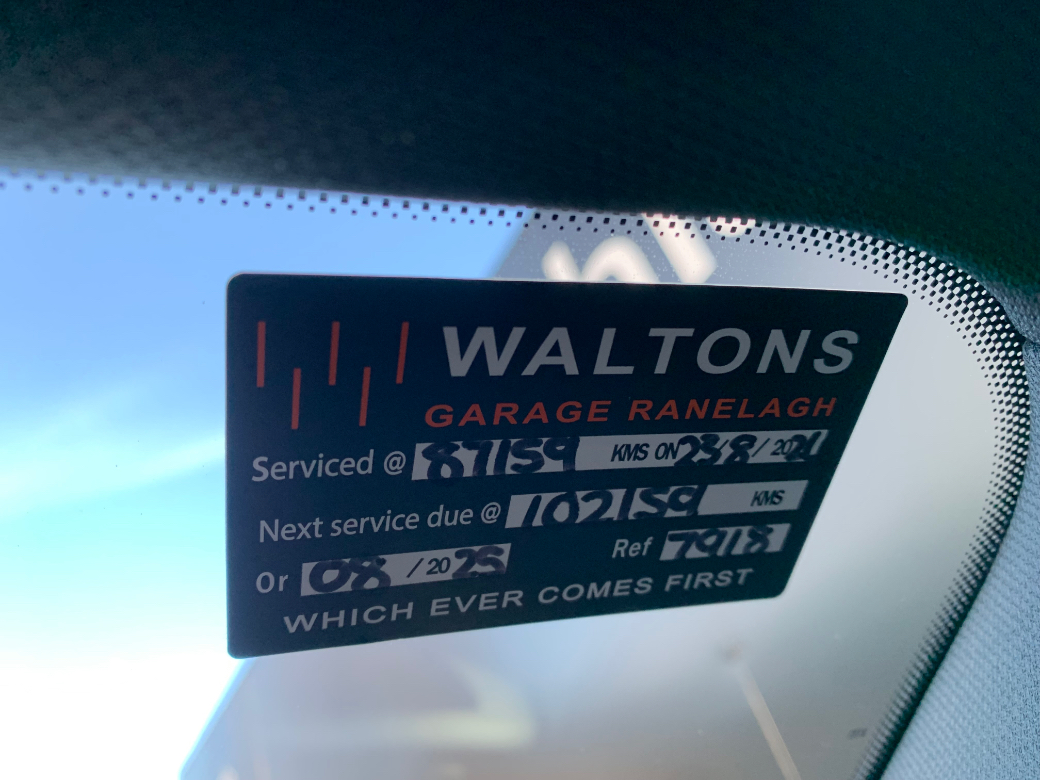 WALTONS
GARAGE RANELAGH
Serviced @ 87159 KMS ON 23/8/2024
Next service due @ 102159 KMS
Or 08/2025 Ref 7918
WHICH EVER COMES FIRST